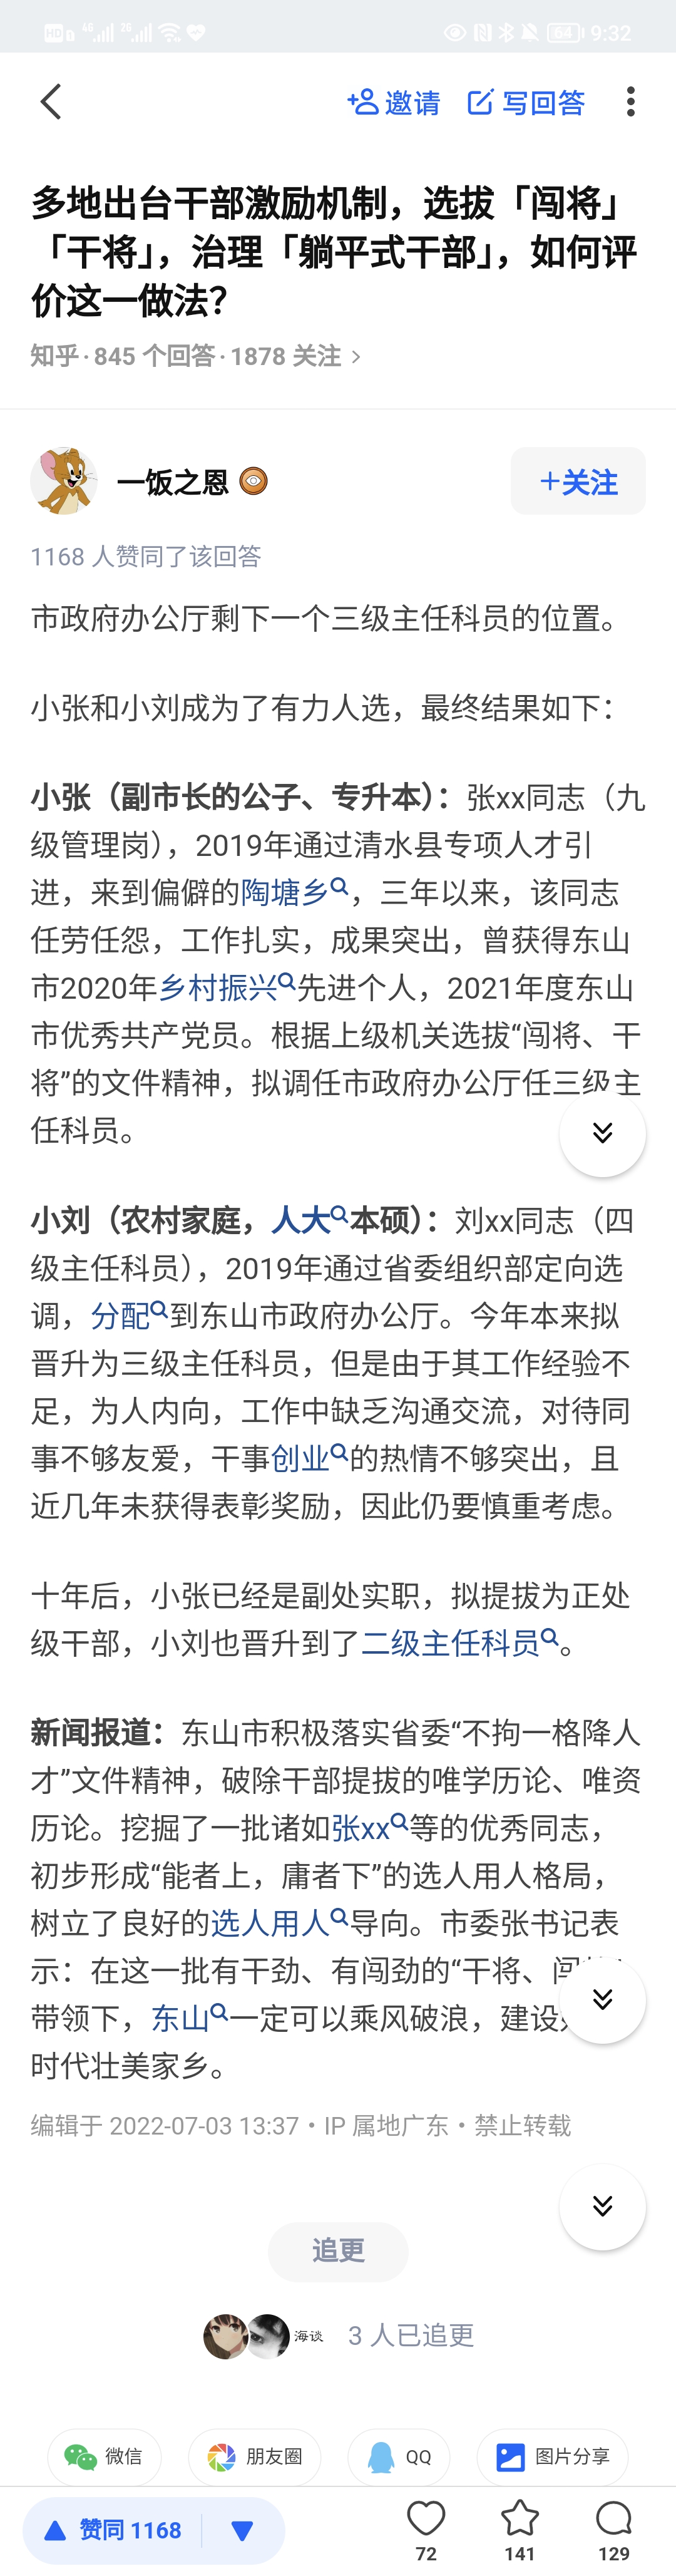 HD 1 4G 2G 64 9:32
邀请 写回答
多地出台干部激励机制，选拔「闯将」
「干将」，治理「躺平式干部」，如何评
价这一做法？
知乎 · 845 个回答 · 1878 关注 >
一饭之恩
+关注
1168 人赞同了该回答
市政府办公厅剩下一个三级主任科员的位置。
小张和小刘成为了有力人选，最终结果如下：
小张（副市长的公子、专升本）：张xx同志（九
级管理岗），2019年通过清水县专项人才引
进，来到偏僻的陶塘乡，三年以来，该同志
任劳任怨，工作扎实，成果突出，曾获得东山
市2020年乡村振兴先进个人，2021年度东山
市优秀共产党员。根据上级机关选拔“闯将、干
将”的文件精神，拟调任市政府办公厅任三级主
任科员。
小刘（农村家庭，人大本硕）：刘xx同志（四
级主任科员），2019年通过省委组织部定向选
调，分配到东山市政府办公厅。今年本来拟
晋升为三级主任科员，但是由于其工作经验不
足，为人内向，工作中缺乏沟通交流，对待同
事不够友爱，干事创业的热情不够突出，且
近几年未获得表彰奖励，因此仍要慎重考虑。
十年后，小张已经是副处实职，拟提拔为正处
级干部，小刘也晋升到了二级主任科员。
新闻报道：东山市积极落实省委“不拘一格降人
才”文件精神，破除干部提拔的唯学历论、唯资
历论。挖掘了一批诸如张xx等的优秀同志，
初步形成“能者上，庸者下”的选人用人格局，
树立了良好的选人用人导向。市委张书记表
示：在这一批有干劲、有闯劲的“干将、闯
带领下，东山一定可以乘风破浪，建设
时代壮美家乡。
编辑于 2022-07-03 13:37 · IP 属地广东 · 禁止转载
追更
海谈 3 人已追更
微信 朋友圈 QQ 图片分享
赞同 1168
72 141 129